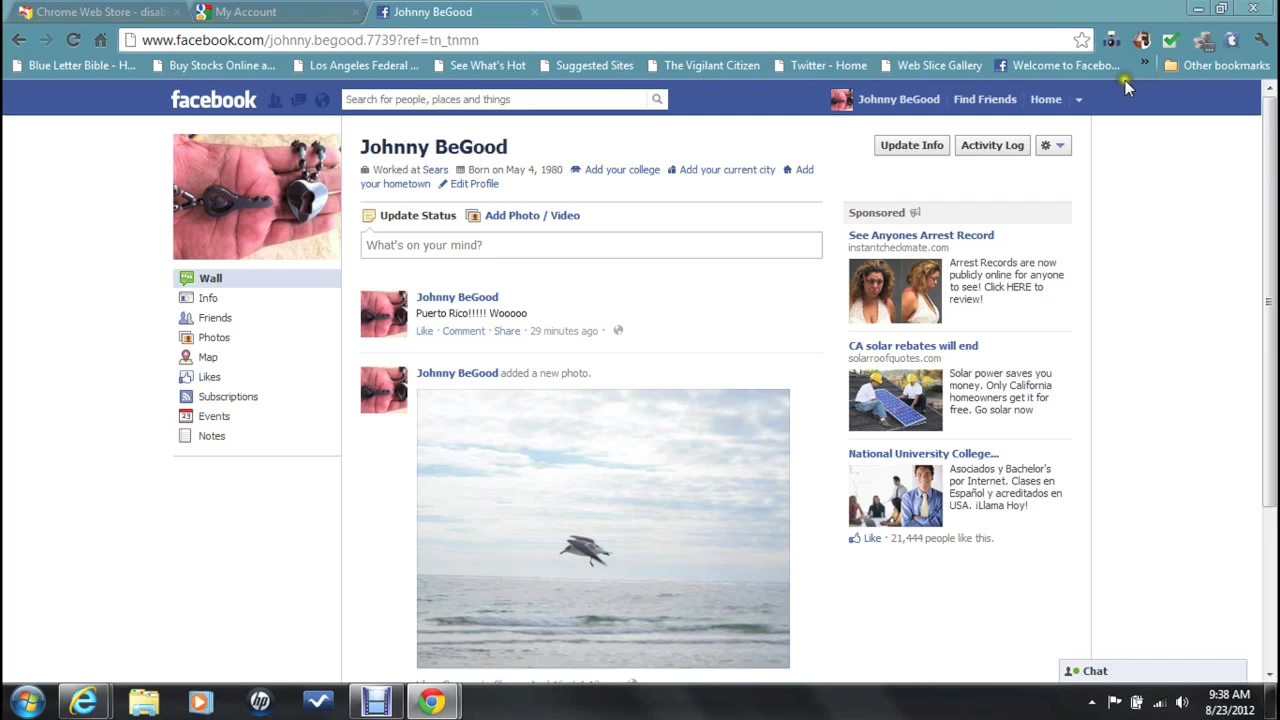 Chrome Web Store - disab
My Account
Johnny BeGood
www.facebook.com/johnny.begood.7739?ref=tn_tnmn
Blue Letter Bible - H...
Buy Stocks Online a...
Los Angeles Federal ...
See What's Hot
Suggested Sites
The Vigilant Citizen
Twitter - Home
Web Slice Gallery
Welcome to Facebo...
Other bookmarks
facebook
Search for people, places and things
Johnny BeGood
Find Friends
Home
Johnny BeGood
Update Info
Activity Log
Worked at Sears
Born on May 4, 1980
Add your college
Add your current city
Add
your hometown
Edit Profile
Update Status
Add Photo / Video
What's on your mind?
Wall
Info
Friends
Photos
Map
Likes
Subscriptions
23 Events
Notes
Johnny BeGood
Puerto Rico!!!!! Wooooo
Like · Comment · Share · 29 minutes ago ·
Johnny BeGood added a new photo.
Sponsored
See Anyones Arrest Record
instantcheckmate.com
Arrest Records are now
publicly online for anyone
to see! Click HERE to
review!
CA solar rebates will end
solarroofquotes.com
Solar power saves you
money. Only California
homeowners get it for
free. Go solar now
National University College...
Asociados y Bachelor's
por Internet. Clases en
Español y acreditados en
USA. ¡Llama Hoy!
Like · 21,444 people like this.
Chat
hp
9:38 AM
8/23/2012